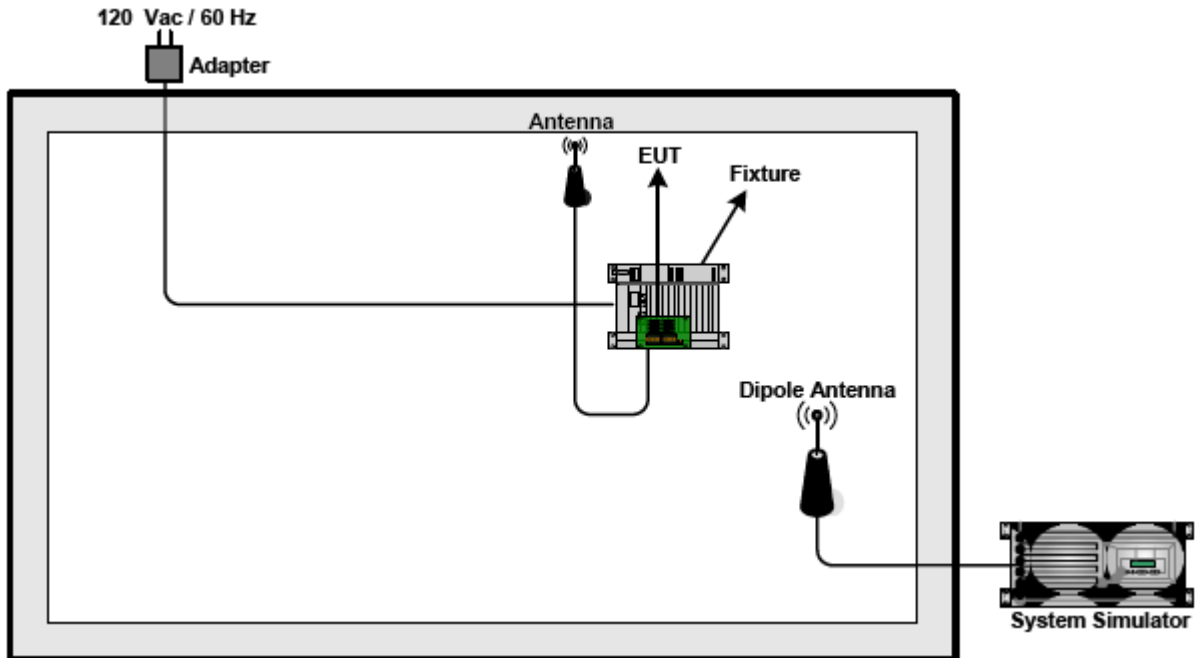 120 Vac / 60 Hz
Adapter
Antenna
EUT
Fixture
Dipole Antenna
System Simulator